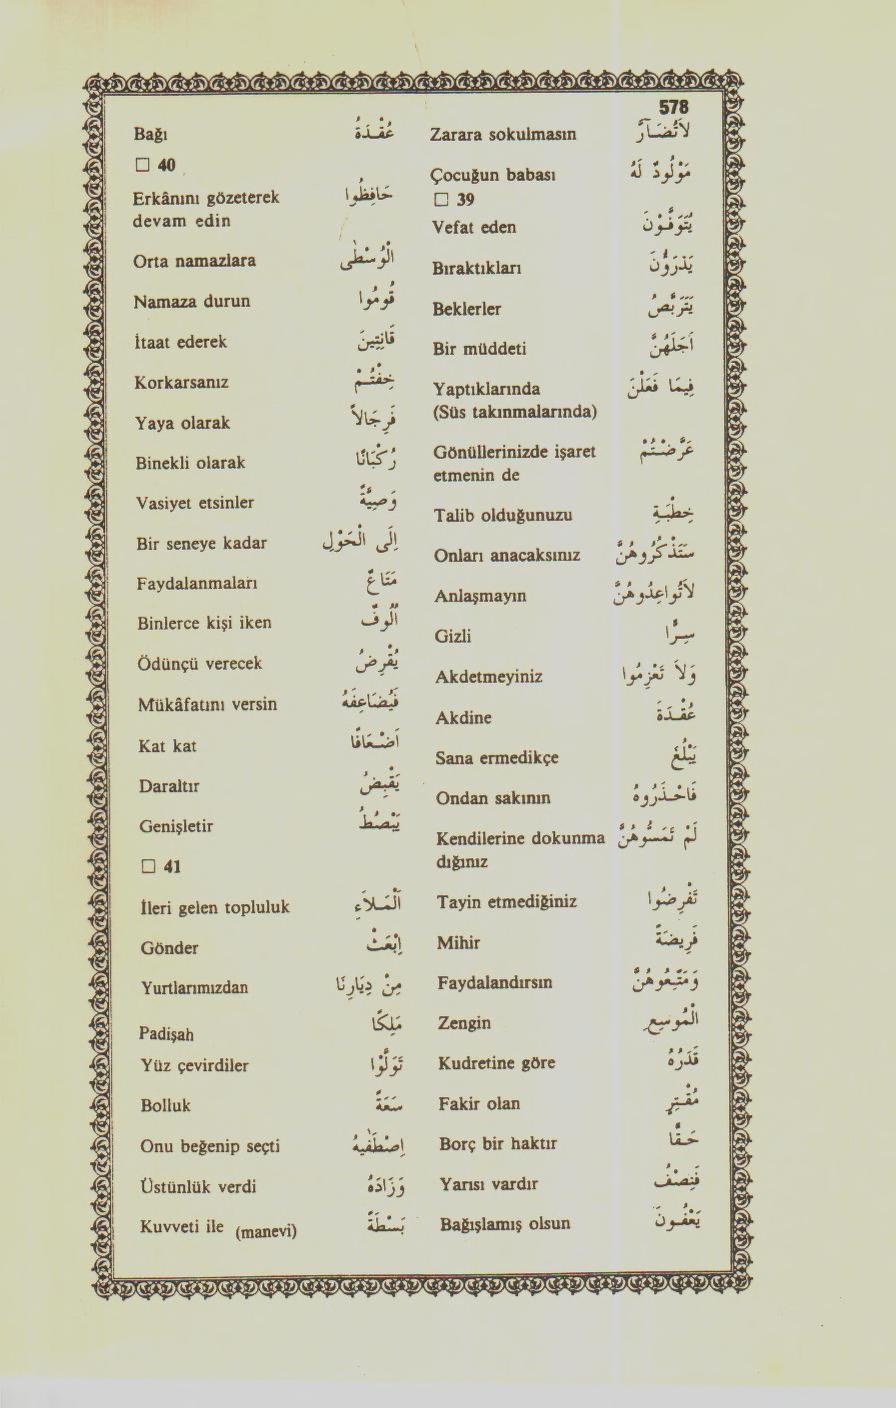 578
Zarara sokulmasın لَاتُضَارَّ
Çocuğun babası مَوْلُودٌ لَهُ
□ 39
Vefat eden يُتَوَفَّوْنَ
Bıraktıkları يَذَرُونَ
Beklerler يَتَرَبَّصْنَ
Bir müddeti اَجَلَهُنَّ
Yaptıklarında فِيمَا فَعَلْنَ
(Süs takınmalarında)
Gönüllerinizde işaret عَرَّضْتُمْ
etmenin de
Talib olduğunuzu خِطْبَةِ
Onları anacaksınız سَتَذْكُرُوهُنَّ
Anlaşmayın لَاتُوَاعِدُوهُنَّ
Gizli سِرًّا
Akdetmeyiniz وَلَا تَعْزِمُوا
Akdine عُقْدَةَ
Sana ermedikçe يَبْلُغَ
Ondan sakının فَاحْذَرُوهُ
Kendilerine dokunma لَمْ تَمَسُّوهُنَّ
dığınız
Tayin etmediğiniz تَفْرِضُوا
Mihir فَرِيضَةً
Faydalandırsın وَمَتِّعُوهُنَّ
Zengin الْمُوسِعِ
Kudretine göre قَدَرُهُ
Fakir olan مُقْتِرِ
Borç bir haktır حَقًّا
Yarısı vardır فَنِصْفُ
Bağışlamış olsun يَعْفُونَ
Bağı عُقْدَةُ
□ 40
Erkânını gözeterek حَافِظُوا
devam edin
Orta namazlara الْوُسْطٰى
Namaza durun قُومُوا
İtaat ederek قَانِتِينَ
Korkarsanız خِفْتُمْ
Yaya olarak فَرِجَالًا
Binekli olarak رُكْبَانًا
Vasiyet etsinler وَصِيَّةً
Bir seneye kadar اِلَى الْحَوْلِ
Faydalanmaları مَتَاعٌ
Binlerce kişi iken اُلُوفٌ
Ödünçü verecek يُقْرِضُ
Mükâfatını versin فَيُضَاعِفَهُ
Kat kat اَضْعَافًا
Daraltır يَقْبِضُ
Genişletir يَبْصُطُ
□ 41
İleri gelen topluluk اَلْمَلَاءِ
Gönder اِبْعَثْ
Yurtlarımızdan مِنْ دِيَارِنَا
Padişah مَلِكًا
Yüz çevirdiler تَوَلَّوْا
Bolluk سَعَةً
Onu beğenip seçti اِصْطَفٰيهُ
Üstünlük verdi وَزَادَهُ
Kuvveti ile (manevi) بَسْطَةً